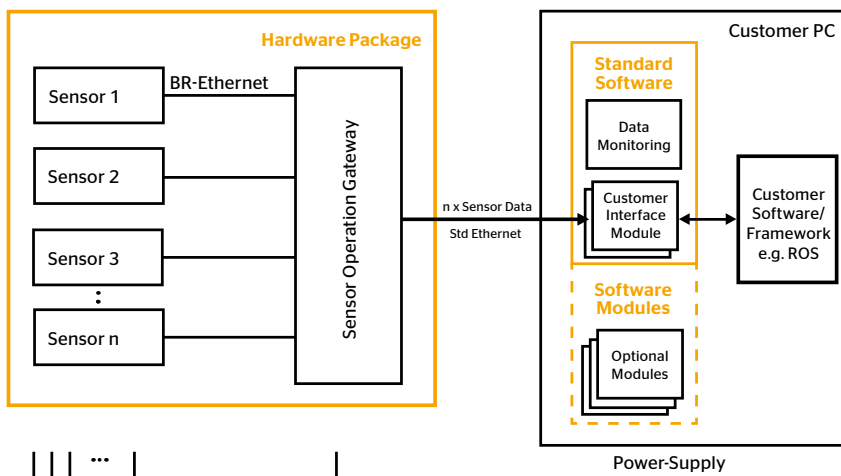 Hardware Package
Sensor 1
BR-Ethernet
Sensor 2
Sensor 3
:
Sensor n
Sensor Operation Gateway
n x Sensor Data
Std Ethernet
Customer PC
Standard
Software
Data
Monitoring
Customer
Interface
Module
Customer
Software/
Framework
e.g. ROS
Software
Modules
Optional
Modules
...
Power-Supply